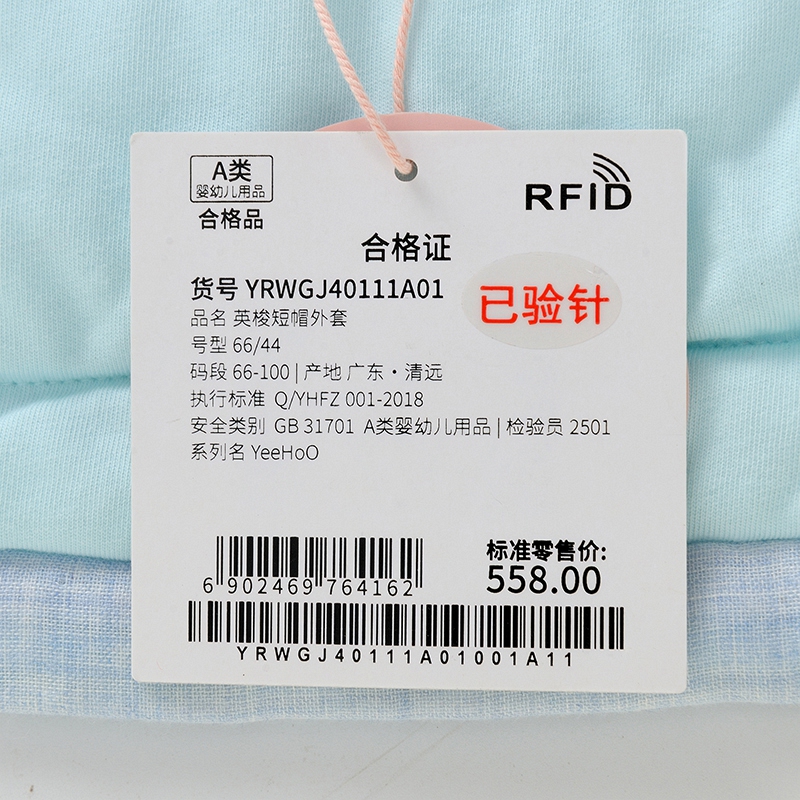 A类
婴幼儿用品
合格品
RFID
合格证
货号 YRWGJ40111A01
已验针
品名 英梭短帽外套
号型 66/44
码段 66-100 | 产地 广东·清远
执行标准 Q/YHFZ 001-2018
安全类别 GB 31701 A类婴幼儿用品 | 检验员 2501
系列名 YeeHoO
标准零售价:
558.00
6 902469 764162
YRWGJ40111A01001A11